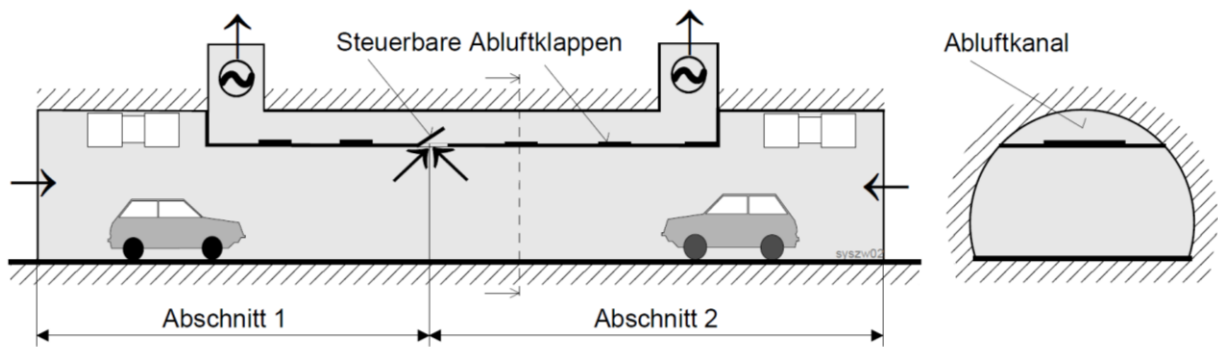 Steuerbare Abluftklappen
Abluftkanal
syszw02
Abschnitt 1
Abschnitt 2